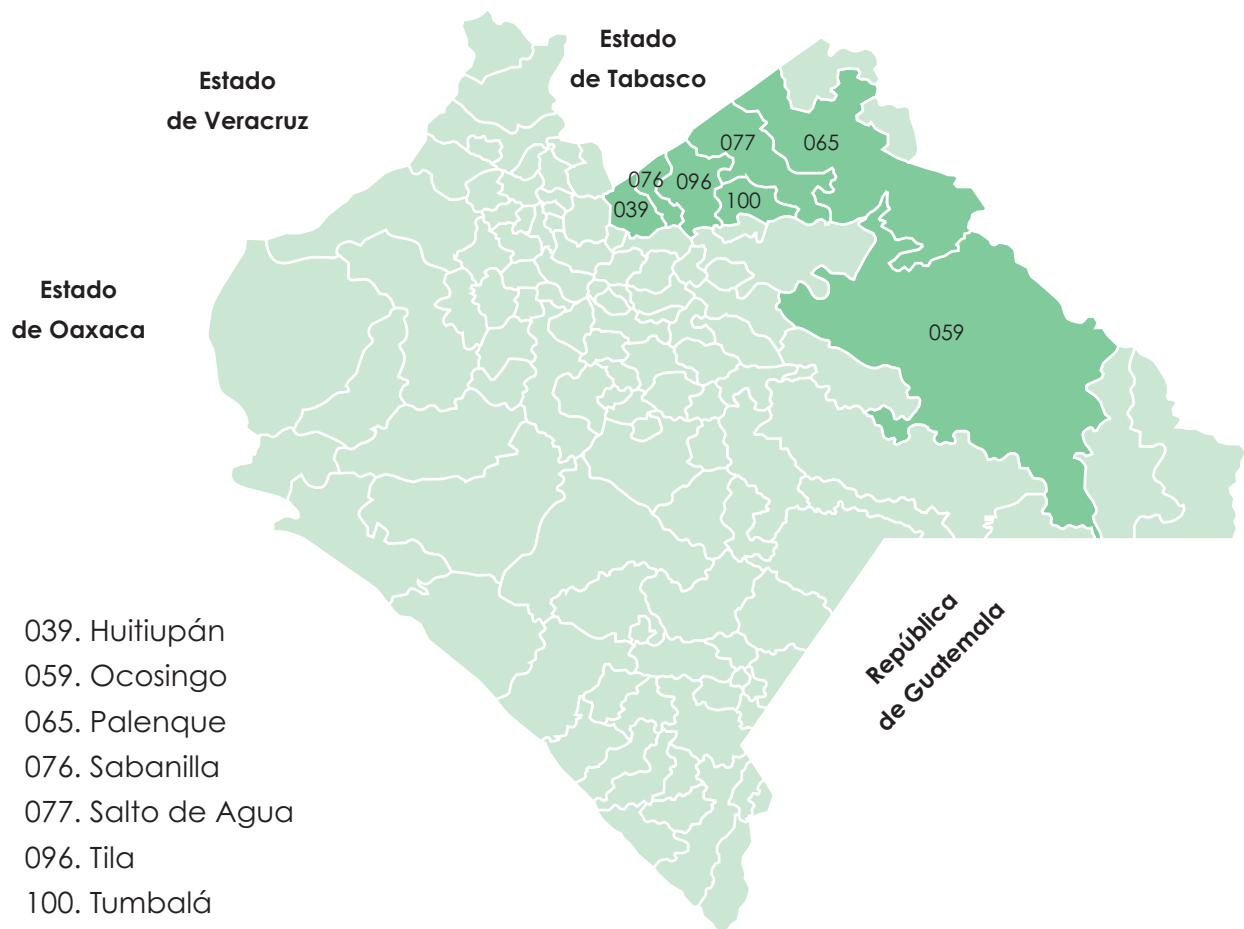 Estado
de Tabasco
Estado
de Veracruz
077
065
076
096
100
039
Estado
de Oaxaca
059
República
de Guatemala
039. Huitiupán
059. Ocosingo
065. Palenque
076. Sabanilla
077. Salto de Agua
096. Tila
100. Tumbalá